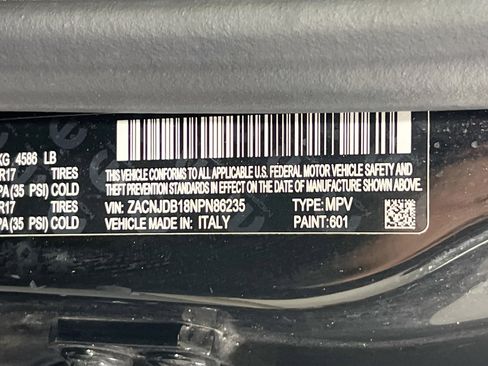 KG 4586 LB
R17 TIRES
PA(35 PSI) COLD
R17 TIRES
PA(35 PSI) COLD
THIS VEHICLE CONFORMS TO ALL APPLICABLE U.S. FEDERAL MOTOR VEHICLE SAFETY,
BUMPER, AND THEFT PREVENTION STANDARDS IN EFFECT ON THE DATE OF MANUFACTURE SHOWN ABOVE.
VIN: ZACNJDB18NPN86235 TYPE: MPV
VEHICLE MADE IN: ITALY PAINT: 601